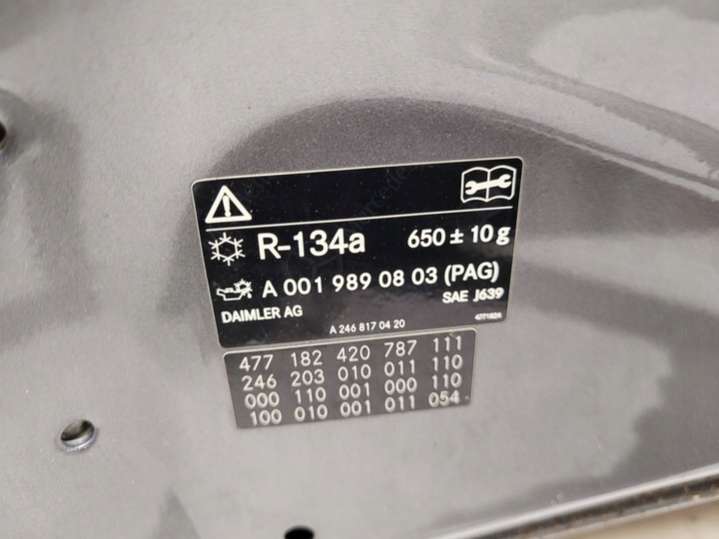 R-134a 650 ± 10 g
A 001 989 08 03 (PAG)
DAIMLER AG SAE J639
A 246 817 04 20
477 182 420 787 111
246 203 010 011 110
000 110 001 000 110
100 010 001 011 054